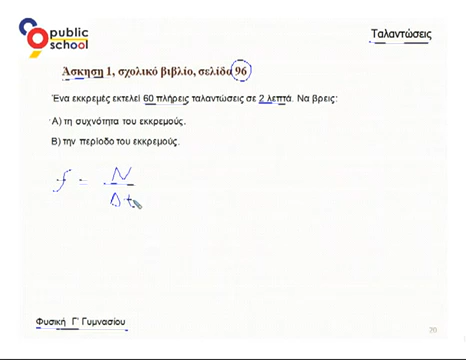 public
school
Ταλαντώσεις
Άσκηση 1, σχολικό βιβλίο, σελίδα 96
Ένα εκκρεμές εκτελεί 60 πλήρεις ταλαντώσεις σε 2 λεπτά. Να βρεις:
Α) τη συχνότητα του εκκρεμούς.
Β) την περίοδο του εκκρεμούς.
f = N
Δt
Φυσική Γ' Γυμνασίου
20